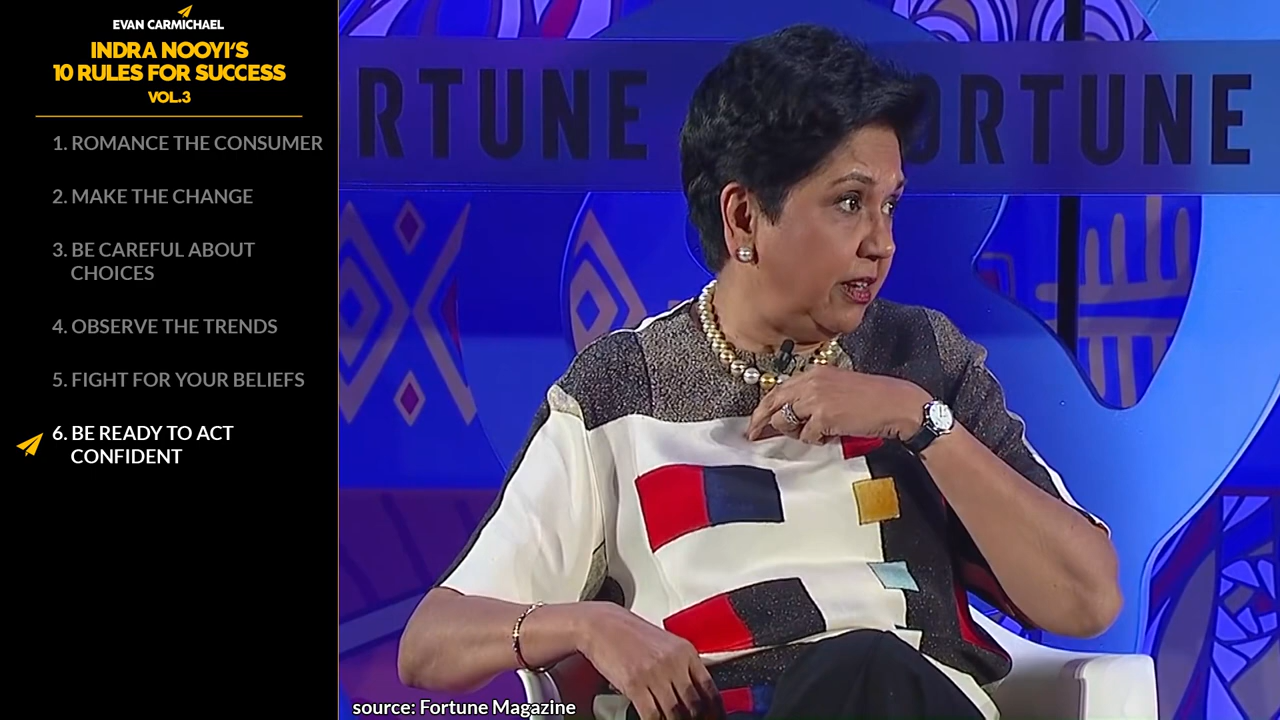 EVAN CARMICHAEL
INDRA NOOYI'S
10 RULES FOR SUCCESS
VOL.3
1. ROMANCE THE CONSUMER
2. MAKE THE CHANGE
3. BE CAREFUL ABOUT
CHOICES
4. OBSERVE THE TRENDS
5. FIGHT FOR YOUR BELIEFS
6. BE READY TO ACT
CONFIDENT
RTUNE
ORTUNE
source: Fortune Magazine